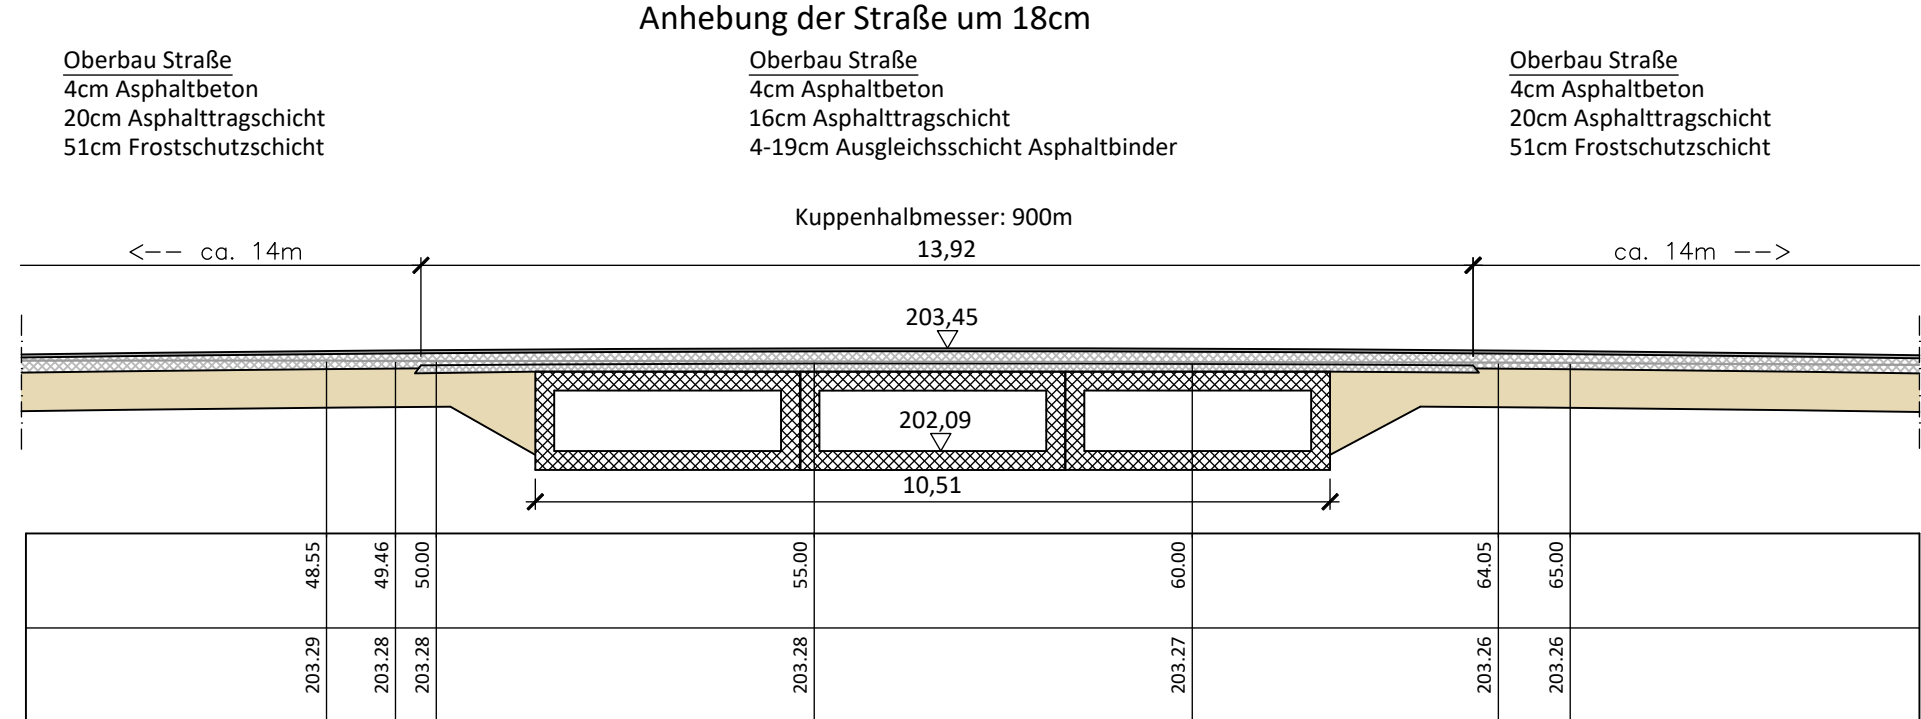 Anhebung der Straße um 18cm
Oberbau Straße
4cm Asphaltbeton
20cm Asphalttragschicht
51cm Frostschutzschicht
Oberbau Straße
4cm Asphaltbeton
16cm Asphalttragschicht
4-19cm Ausgleichsschicht Asphaltbinder
Oberbau Straße
4cm Asphaltbeton
20cm Asphalttragschicht
51cm Frostschutzschicht
Kuppenhalbmesser: 900m
<-- ca. 14m
13,92
ca. 14m -->
203,45
202,09
10,51
48.55
49.46
50.00
55.00
60.00
64.05
65.00
203.29
203.28
203.28
203.28
203.27
203.26
203.26